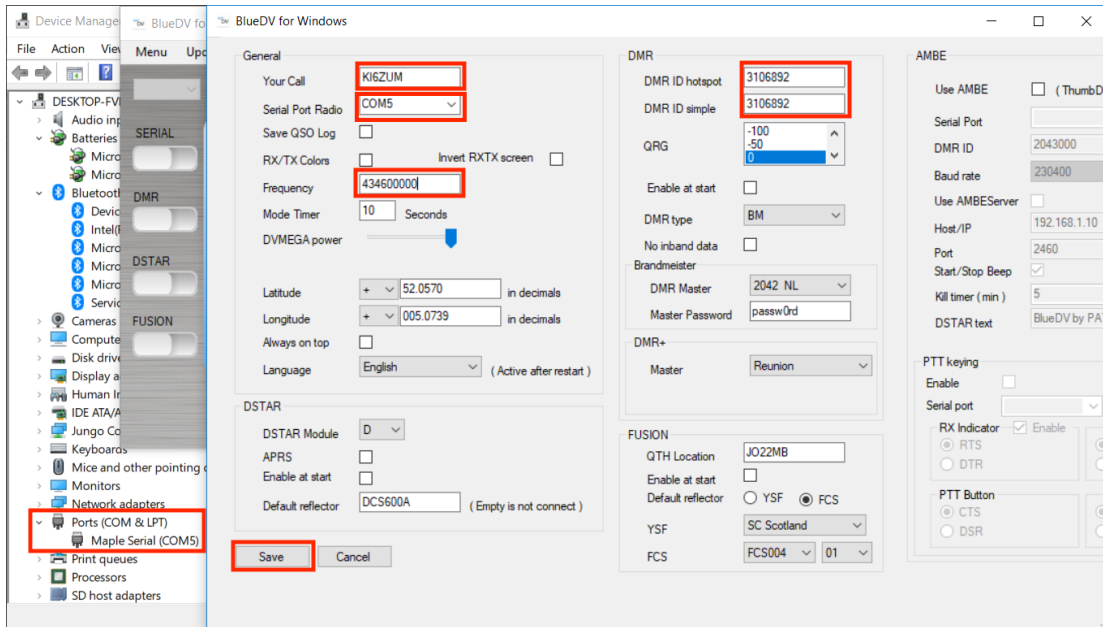 Device Manage
BlueDV fo
BlueDV for Windows
File Action Vie
Menu Upd
DESKTOP-FVI
Audio inp
Batteries
Micro
Micro
Bluetooth
Devic
Intel(
Micro
Micro
Micro
Servic
Cameras
Compute
Disk drive
Display a
Human In
IDE ATA/A
Jungo Co
Keyboards
Mice and other pointing
Monitors
Network adapters
Ports (COM & LPT)
Maple Serial (COM5)
Print queues
Processors
SD host adapters
SERIAL
DMR
DSTAR
FUSION
General
Your Call KI6ZUM
Serial Port Radio COM5
Save QSO Log
RX/TX Colors Invert RXTX screen
Frequency 434600000
Mode Timer 10 Seconds
DVMEGA power
Latitude + 52.0570 in decimals
Longitude + 005.0739 in decimals
Always on top
Language English ( Active after restart )
DSTAR
DSTAR Module D
APRS
Enable at start
Default reflector DCS600A ( Empty is not connect )
Save Cancel
DMR
DMR ID hotspot 3106892
DMR ID simple 3106892
QRG -100
-50
0
Enable at start
DMR type BM
No inband data
Brandmeister
DMR Master 2042 NL
Master Password passw0rd
DMR+
Master Reunion
FUSION
QTH Location JO22MB
Enable at start
Default reflector YSF FCS
YSF SC Scotland
FCS FCS004 01
AMBE
Use AMBE ( ThumbD
Serial Port
DMR ID 2043000
Baud rate 230400
Use AMBEServer
Host/IP 192.168.1.10
Port 2460
Start/Stop Beep
Kill timer ( min ) 5
DSTAR text BlueDV by PA
PTT keying
Enable
Serial port
RX Indicator Enable
RTS
DTR
PTT Button
CTS
DSR